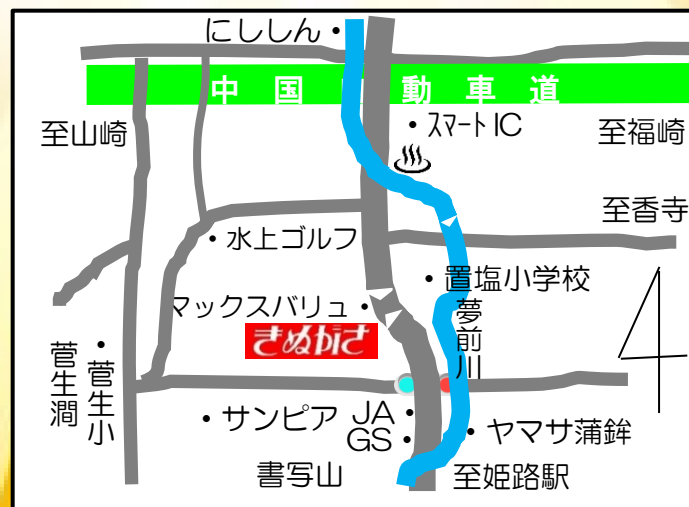 にししん
中国 動車道
スマートIC
至山崎
至福崎
至香寺
水上ゴルフ
置塩小学校
マックスバリュ
夢前川
きぬがさ
菅生澗
菅生小
サンピア
JA
GS
ヤマサ蒲鉾
書写山
至姫路駅